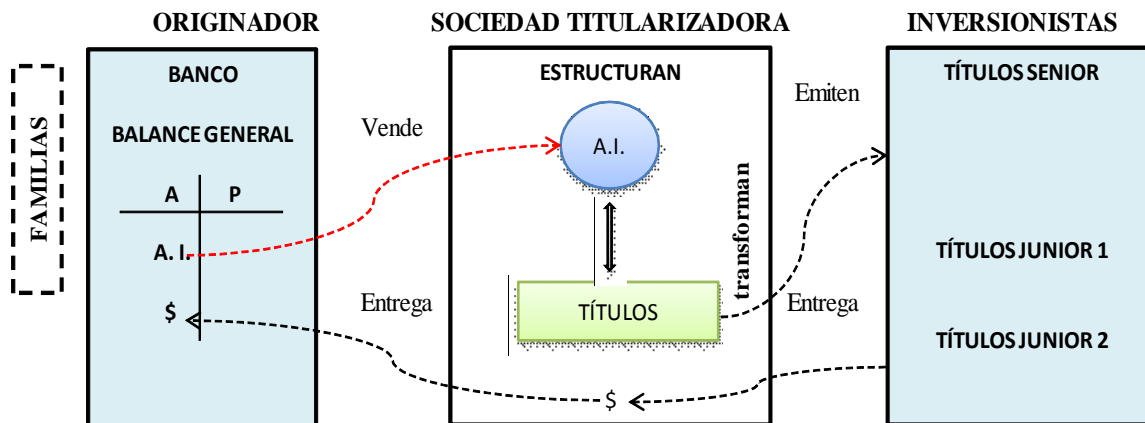 ORIGINADOR
SOCIEDAD TITULARIZADORA
INVERSIONISTAS
FAMILIAS
BANCO
BALANCE GENERAL
A P
A. I.
$
Vende
Entrega
ESTRUCTURAN
A.I.
transforman
TÍTULOS
$
Emiten
Entrega
TÍTULOS SENIOR
TÍTULOS JUNIOR 1
TÍTULOS JUNIOR 2